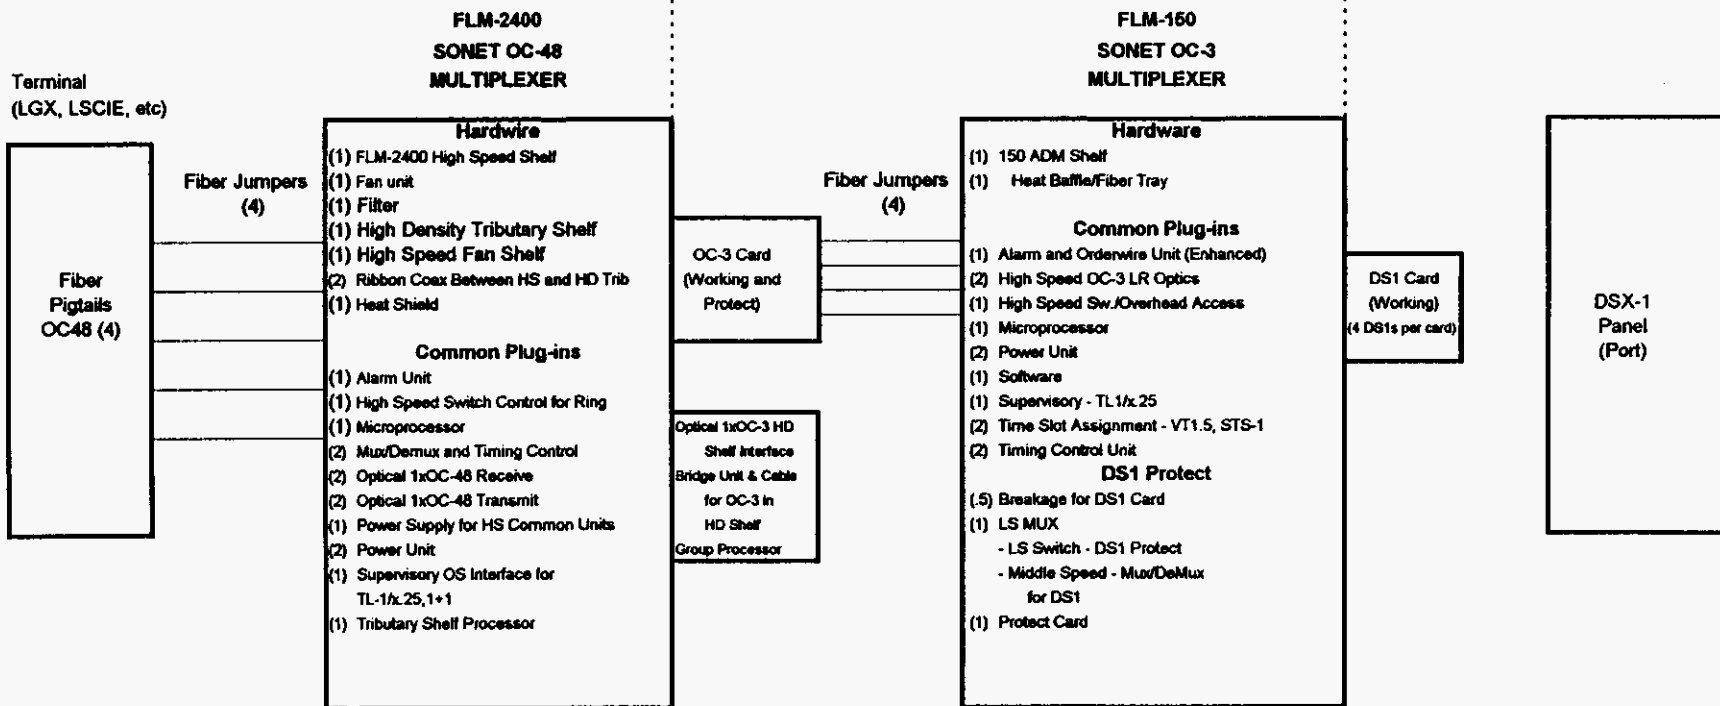 FLM-2400
SONET OC-48
MULTIPLEXER
FLM-150
SONET OC-3
MULTIPLEXER
Terminal
(LGX, LSCIE, etc)
Fiber
Pigtails
OC48 (4)
Fiber Jumpers
(4)
Hardwire
(1) FLM-2400 High Speed Shelf
(1) Fan unit
(1) Filter
(1) High Density Tributary Shelf
(1) High Speed Fan Shelf
(2) Ribbon Coax Between HS and HD Trib
(1) Heat Shield
Common Plug-ins
(1) Alarm Unit
(1) High Speed Switch Control for Ring
(1) Microprocessor
(2) Mux/Demux and Timing Control
(2) Optical 1xOC-48 Receive
(2) Optical 1xOC-48 Transmit
(1) Power Supply for HS Common Units
(2) Power Unit
(1) Supervisory OS Interface for
TL-1/x.25,1+1
(1) Tributary Shelf Processor
OC-3 Card
(Working and
Protect)
Optical 1xOC-3 HD
Shelf Interface
Bridge Unit & Cable
for OC-3 in
HD Shelf
Group Processor
Fiber Jumpers
(4)
Hardware
(1) 150 ADM Shelf
(1) Heat Baffle/Fiber Tray
Common Plug-ins
(1) Alarm and Orderwire Unit (Enhanced)
(2) High Speed OC-3 LR Optics
(1) High Speed Sw./Overhead Access
(1) Microprocessor
(2) Power Unit
(1) Software
(1) Supervisory - TL1/x.25
(2) Time Slot Assignment - VT1.5, STS-1
(2) Timing Control Unit
DS1 Protect
(.5) Breakage for DS1 Card
(1) LS MUX
- LS Switch - DS1 Protect
- Middle Speed - Mux/DeMux
for DS1
(1) Protect Card
DS1 Card
(Working)
(4 DS1s per card)
DSX-1
Panel
(Port)